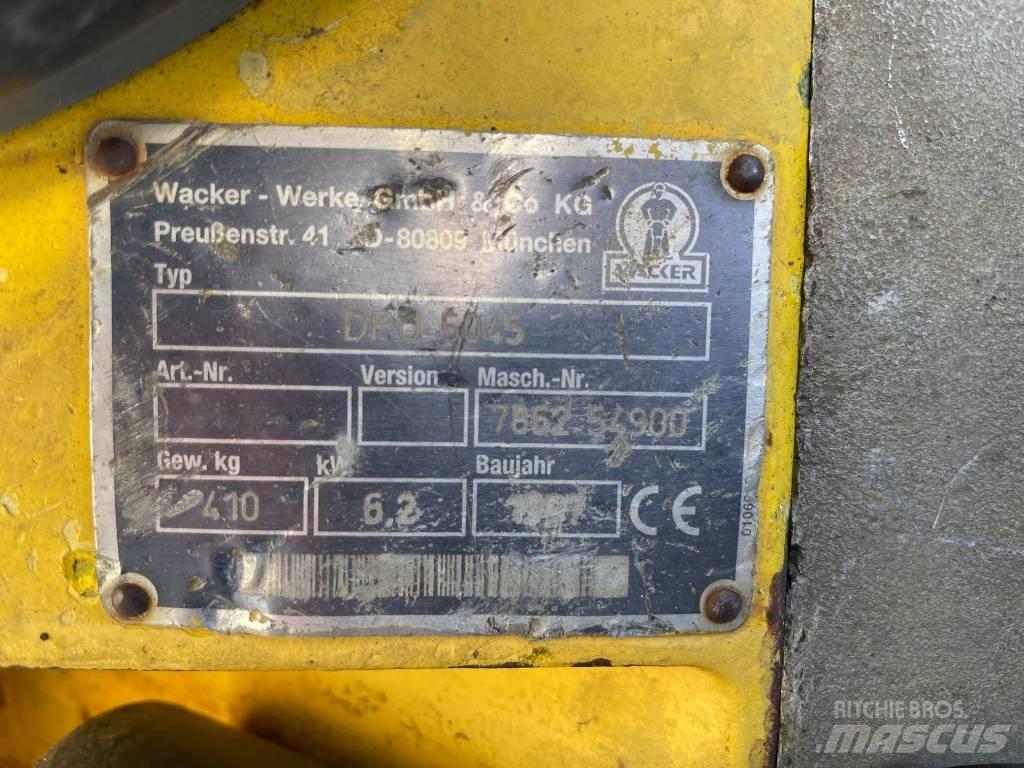 Wacker - Werke GmbH & Co KG
Preußenstr. 41 D-80809 München
WACKER
Typ
DPU 5045
Art.-Nr. Version Masch.-Nr.
7862 54900
Gew. kg kW Baujahr
410 6,2
CE
RITCHIE BROS.
mascus